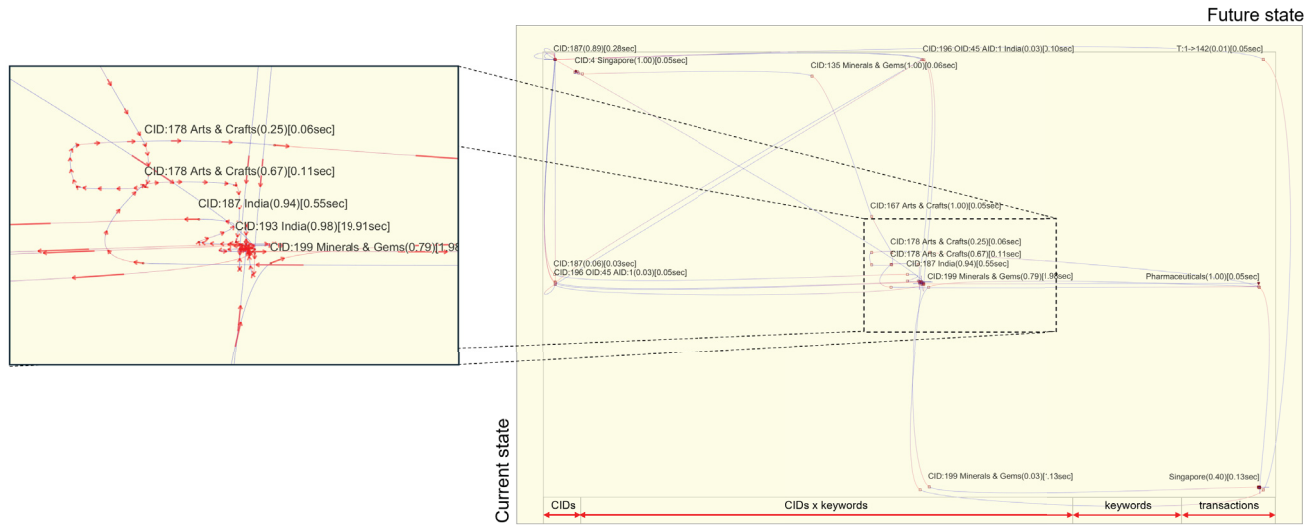 Future state
CID:187(0.89)[0.28sec]
CID:196 OID:45 AID:1 India(0.03)[0.10sec]
T:1->142(0.01)[0.05sec]
CID:4 Singapore(1.00)[0.05sec]
CID:135 Minerals & Gems(1.00)[0.06sec]
CID:178 Arts & Crafts(0.25)[0.06sec]
CID:178 Arts & Crafts(0.67)[0.11sec]
CID:187 India(0.94)[0.55sec]
CID:193 India(0.98)[19.91sec]
CID:199 Minerals & Gems(0.79)[1.98
CID:167 Arts & Crafts(1.00)[0.05sec]
CID:178 Arts & Crafts(0.25)[0.06sec]
CID:178 Arts & Crafts(0.67)[0.11sec]
CID:187 India(0.94)[0.55sec]
CID:187(0.06)[0.03sec]
CID:196 OID:45 AID:1(0.03)[0.05sec]
CID:199 Minerals & Gems(0.79)[1.98sec]
Pharmaceuticals(1.00)[0.05sec]
Current state
CID:199 Minerals & Gems(0.03)[1.13sec]
Singapore(0.40)[0.13sec]
CIDs
CIDs x keywords
keywords
transactions